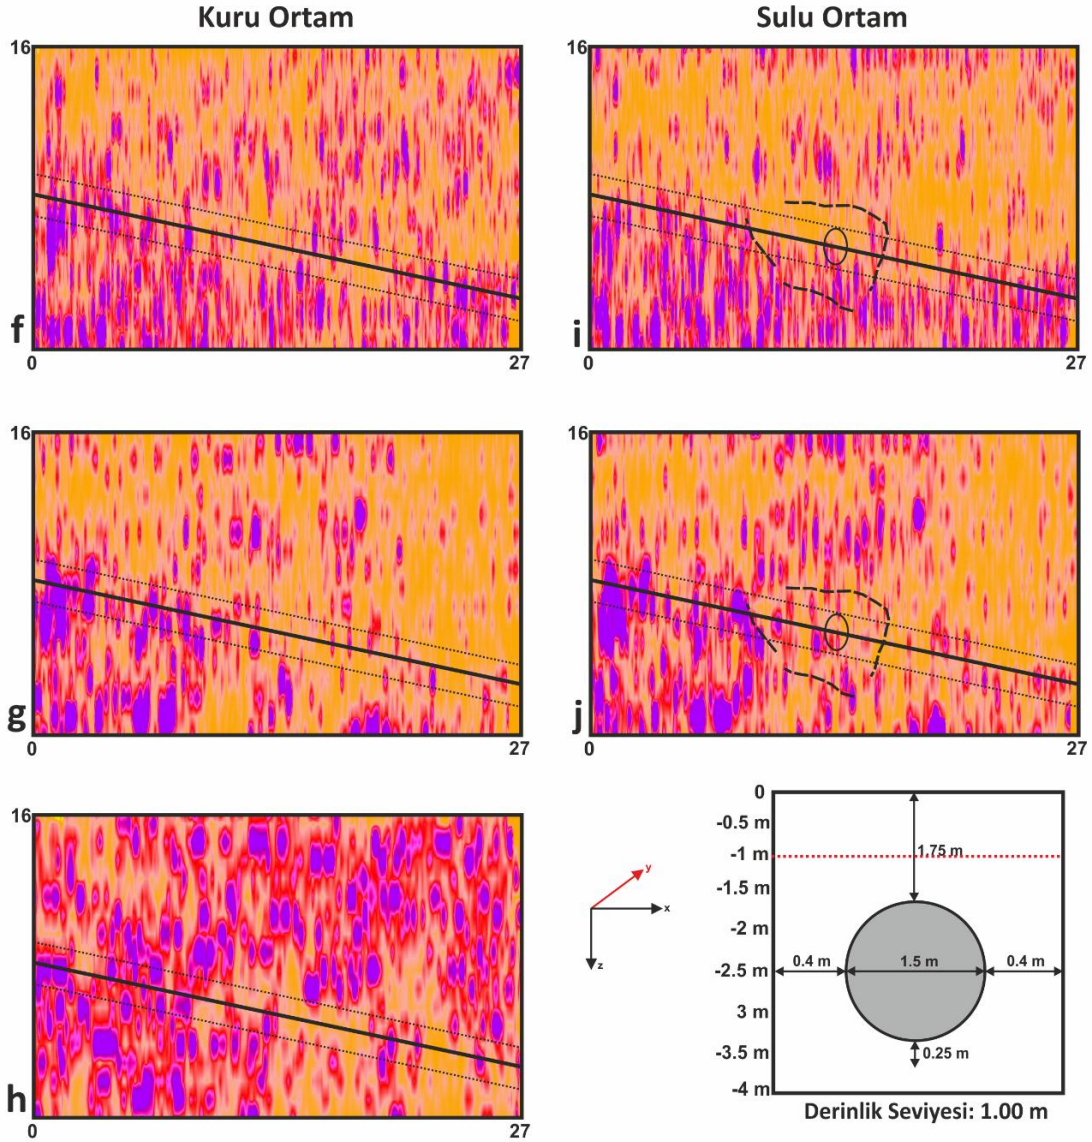 Kuru Ortam
Sulu Ortam
16
f
0
27
16
i
0
27
16
g
0
27
16
j
0
27
16
h
0
27
y
x
z
0
-0.5 m
-1 m
-1.5 m
-2 m
-2.5 m
3 m
-3.5 m
-4 m
1.75 m
0.4 m
1.5 m
0.4 m
0.25 m
Derinlik Seviyesi: 1.00 m